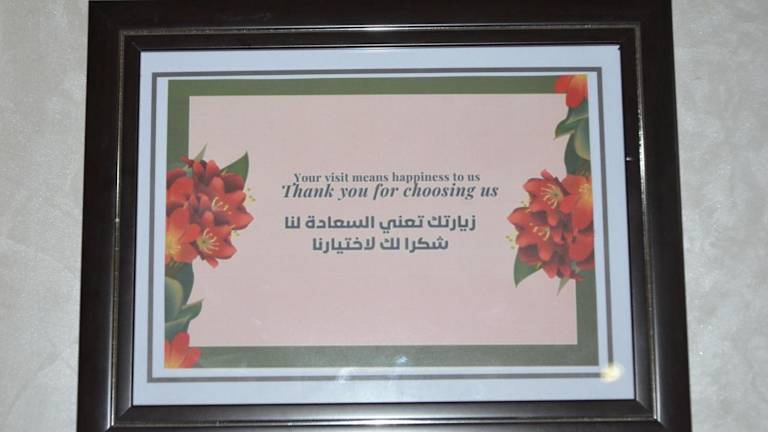 Your visit means happiness to us
Thank you for choosing us
زيارتك تعني السعادة لنا
شكرا لك لاختيارنا